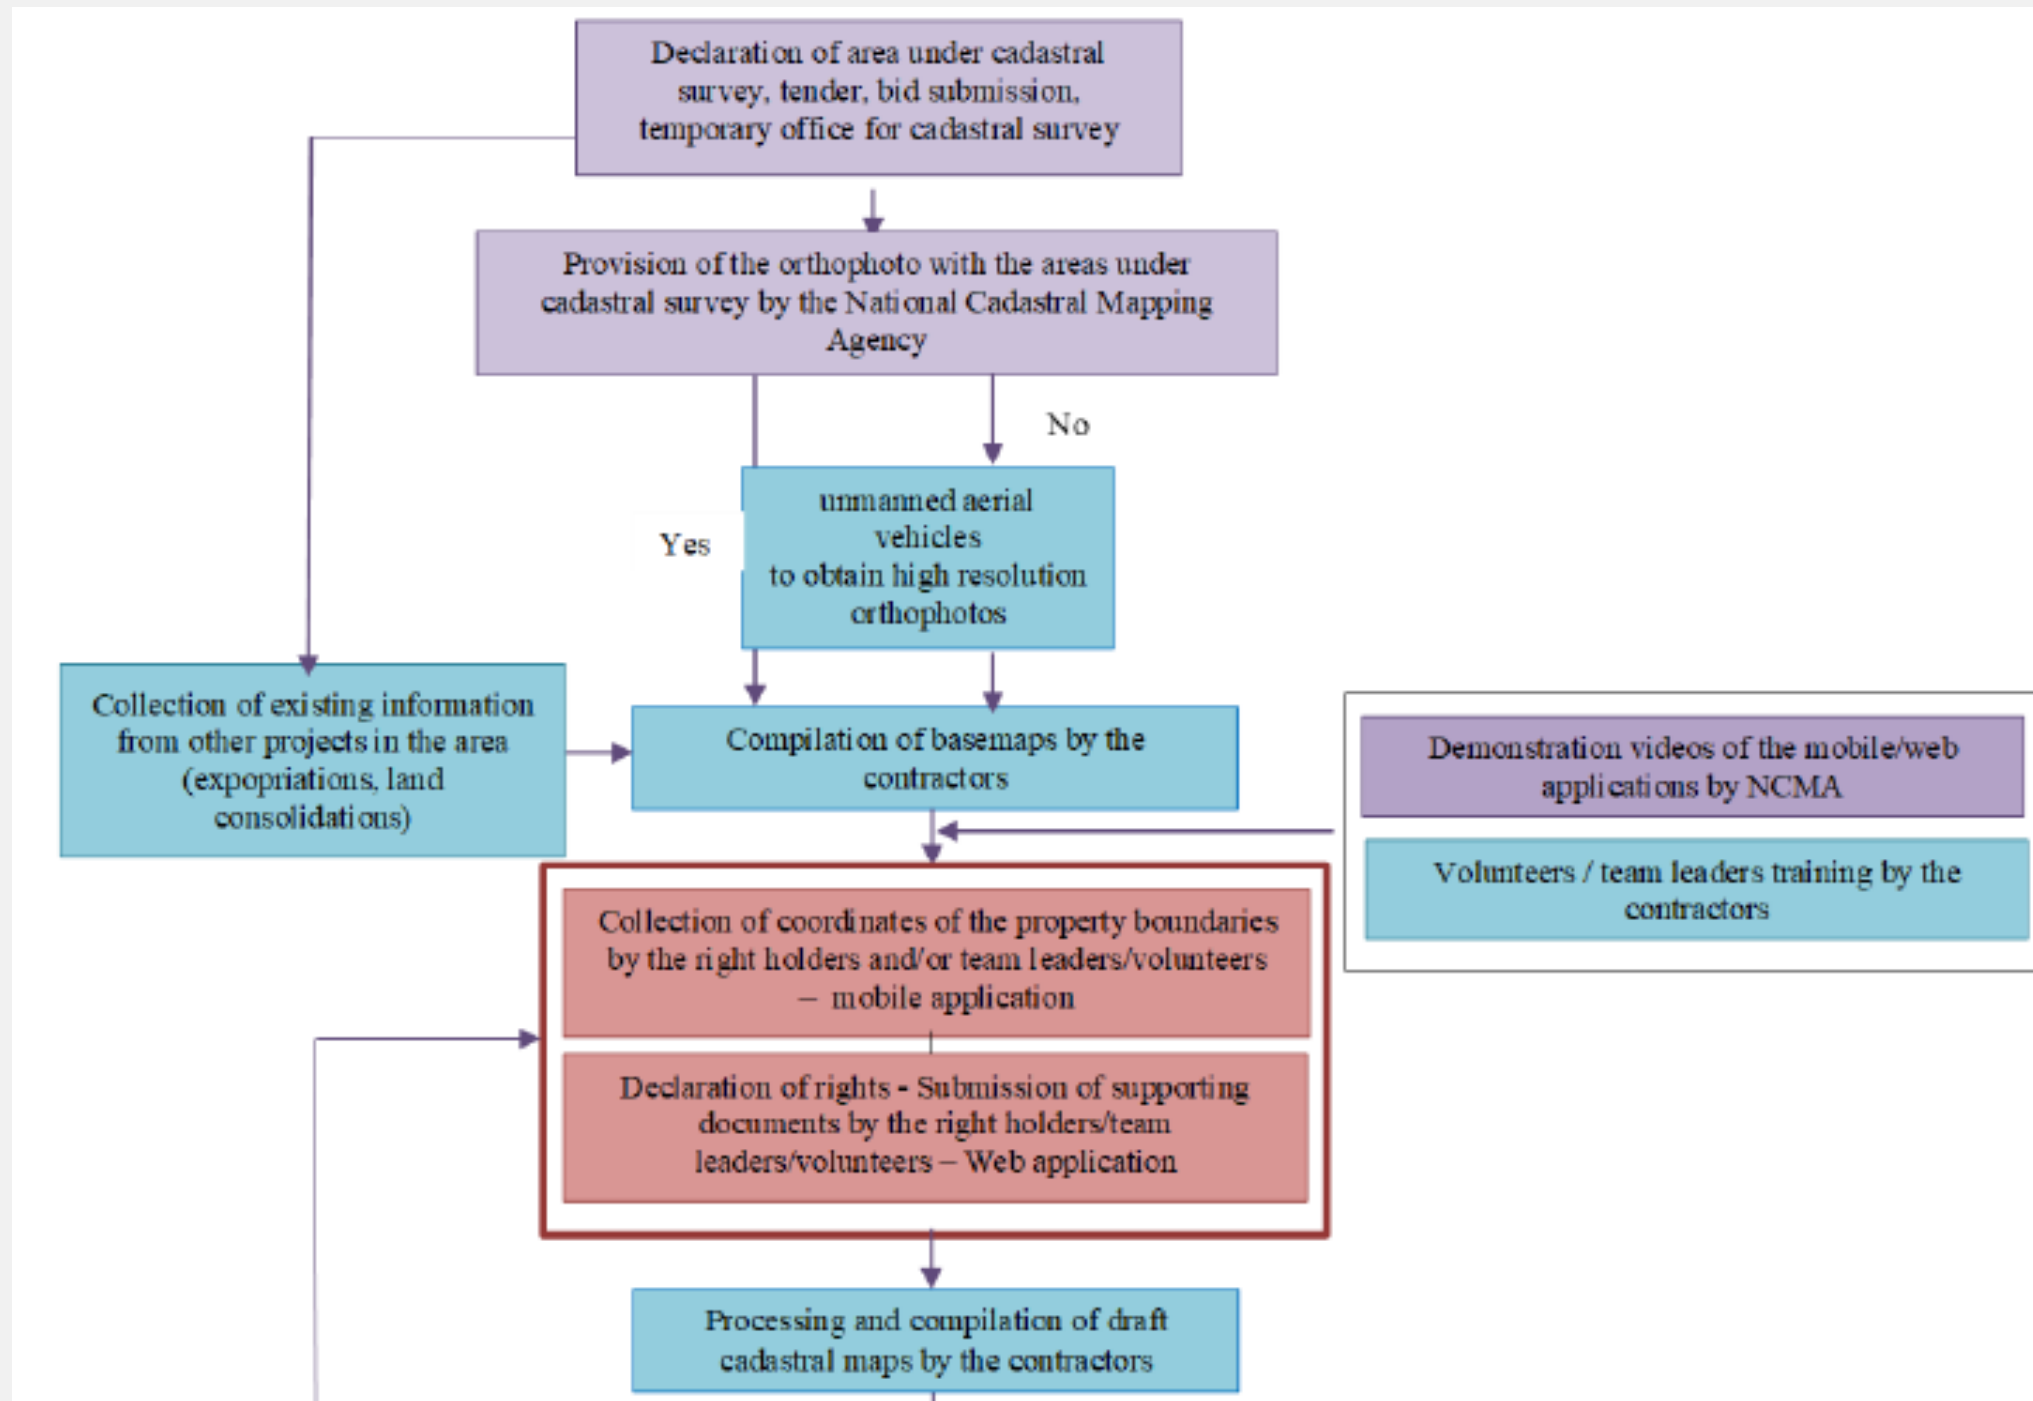 Declaration of area under cadastral
survey, tender, bid submission,
temporary office for cadastral survey
Provision of the orthophoto with the areas under
cadastral survey by the National Cadastral Mapping
Agency
No
Yes
unmanned aerial
vehicles
to obtain high resolution
orthophotos
Collection of existing information
from other projects in the area
(expopriations, land
consolidations)
Compilation of basemaps by the
contractors
Demonstration videos of the mobile/web
applications by NCMA
Volunteers / team leaders training by the
contractors
Collection of coordinates of the property boundaries
by the right holders and/or team leaders/volunteers
– mobile application
Declaration of rights - Submission of supporting
documents by the right holders/team
leaders/volunteers – Web application
Processing and compilation of draft
cadastral maps by the contractors